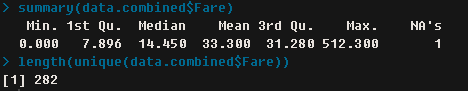 > summary(data.combined$Fare)
Min. 1st Qu. Median Mean 3rd Qu. Max. NA's
0.000 7.896 14.450 33.300 31.280 512.300 1
> length(unique(data.combined$Fare))
[1] 282